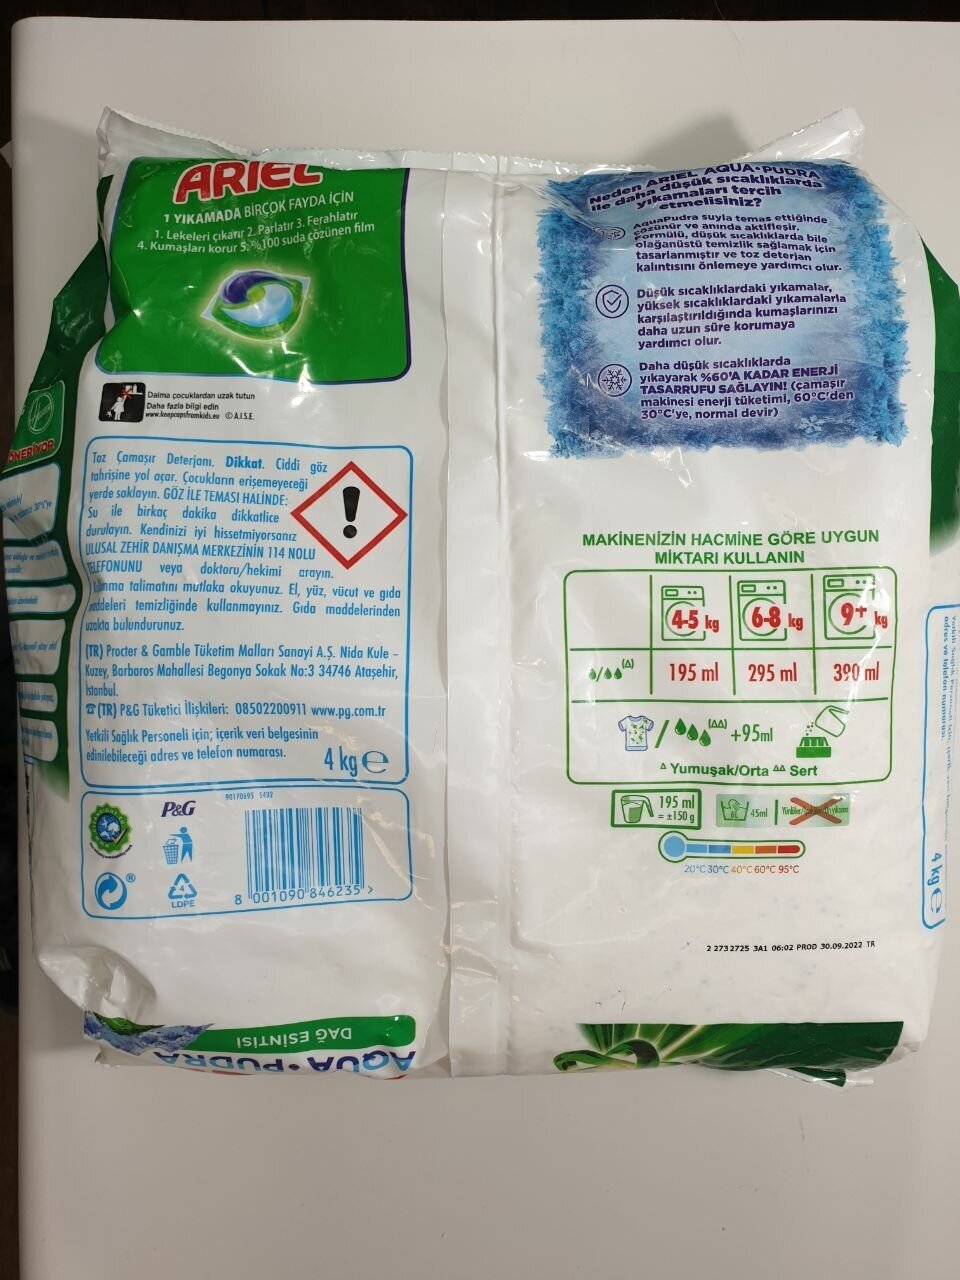 ARIEL
1 YIKAMADA BİRÇOK FAYDA İÇİN
1. Lekeleri çıkarır 2. Parlatır 3. Ferahlatır
4. Kumaşları korur 5. %100 suda çözünen film
Daima çocuklardan uzak tutun
Daha fazla bilgi edin
www.keepcapsfromkids.eu © A.I.S.E.
ÖNERİYOR
Toz Çamaşır Deterjanı. Dikkat. Ciddi göz
tahrişine yol açar. Çocukların erişemeyeceği
yerde saklayın. GÖZ İLE TEMASI HALİNDE:
Su ile birkaç dakika dikkatlice
durulayın. Kendinizi iyi hissetmiyorsanız
ULUSAL ZEHİR DANIŞMA MERKEZİNİN 114 NOLU
TELEFONUNU veya doktoru/hekimi arayın.
Kullanma talimatını mutlaka okuyunuz. El, yüz, vücut ve gıda
maddeleri temizliğinde kullanmayınız. Gıda maddelerinden
uzakta bulundurunuz.
(TR) Procter & Gamble Tüketim Malları Sanayi A.Ş. Nida Kule –
Kuzey, Barbaros Mahallesi Begonya Sokak No:3 34746 Ataşehir,
İstanbul.
☎(TR) P&G Tüketici İlişkileri: 08502200911 www.pg.com.tr
Yetkili Sağlık Personeli için; içerik veri belgesinin
edinilebileceği adres ve telefon numarası.
4 kg ℮
P&G
90170695 5432
4
LDPE
8 001090 846235 >
DAĞ ESİNTİSİ
AQUA•PUDRA
Neden ARIEL AQUA•PUDRA
ile daha düşük sıcaklıklarda
yıkamaları tercih
etmelisiniz?
AquaPudra suyla temas ettiğinde
çözünür ve anında aktifleşir.
Formülü, düşük sıcaklıklarda bile
olağanüstü temizlik sağlamak için
tasarlanmıştır ve toz deterjan
kalıntısını önlemeye yardımcı olur.
Düşük sıcaklıklardaki yıkamalar,
yüksek sıcaklıklardaki yıkamalarla
karşılaştırıldığında kumaşlarınızı
daha uzun süre korumaya
yardımcı olur.
Daha düşük sıcaklıklarda
yıkayarak %60'A KADAR ENERJİ
TASARRUFU SAĞLAYIN! (çamaşır
makinesi enerji tüketimi, 60°C'den
30°C'ye, normal devir)
MAKİNENİZİN HACMİNE GÖRE UYGUN
MİKTARI KULLANIN
4-5 kg 6-8 kg 9+ kg
(Δ) 195 ml 295 ml 390 ml
/ (ΔΔ) +95ml
Δ Yumuşak/Orta ΔΔ Sert
195 ml
= ±150 g
6L 45ml
20°C 30°C 40°C 60°C 95°C
2 2732725 3A1 06:02 PROD 30.09.2022 TR
4 kg ℮